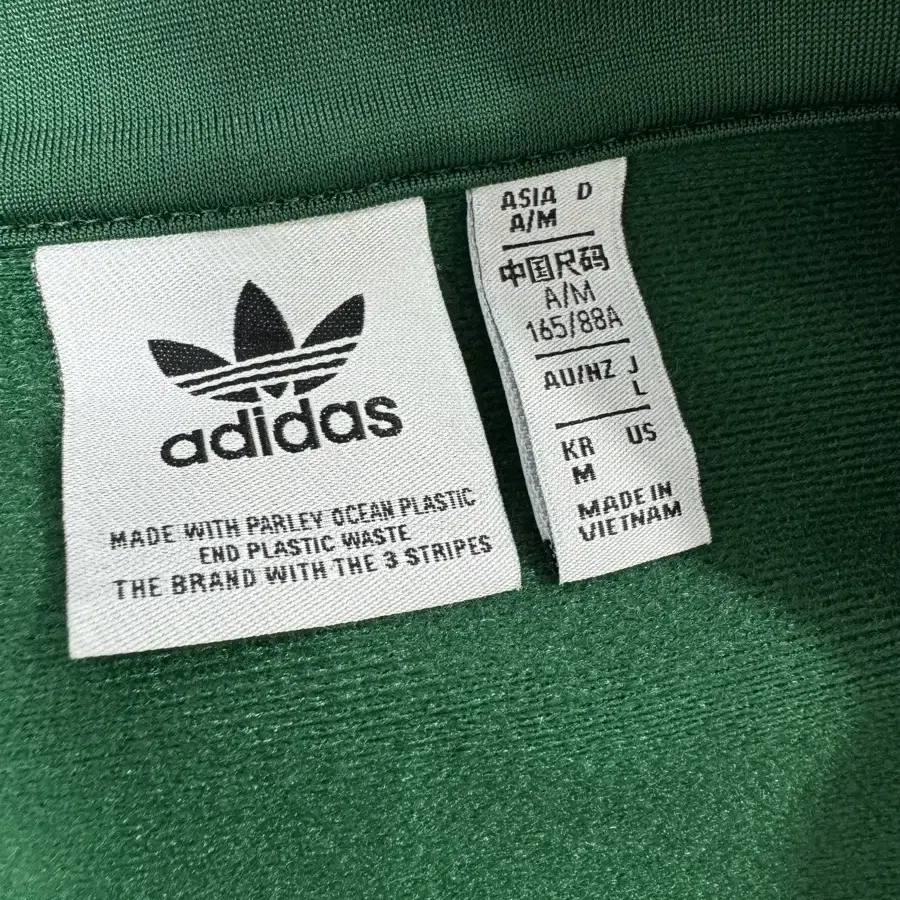 adidas
MADE WITH PARLEY OCEAN PLASTIC
END PLASTIC WASTE
THE BRAND WITH THE 3 STRIPES
ASIA D
A/M
中国尺码
A/M
165/88A
AU/NZ J
L
KR US
M
MADE IN
VIETNAM